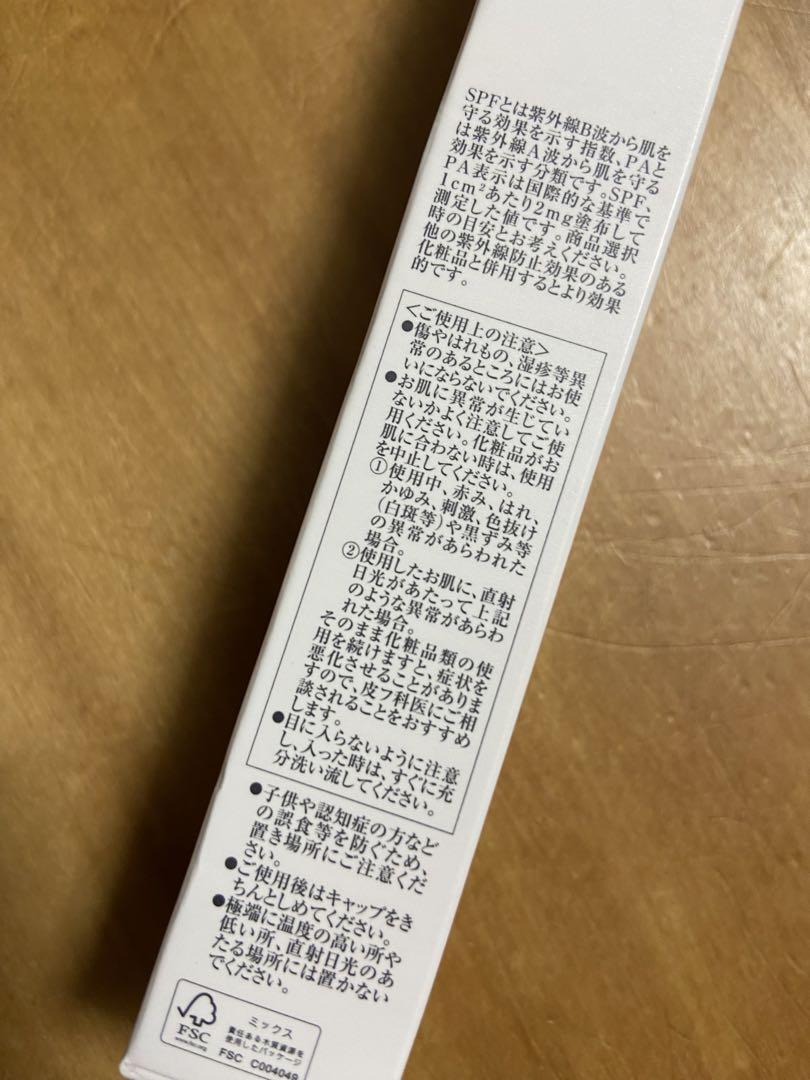 SPFとは紫外線B波から肌を
守る効果を示す指数、PAと
は紫外線A波から肌を守る
効果を示す分類です。SPF、
PA表示は国際的な基準で
1cm²あたり2mg塗布して
測定した値です。商品選択
時の目安とお考えください。
他の紫外線防止効果のある
化粧品と併用するとより効果
的です。
＜ご使用上の注意＞
●傷やはれもの、湿疹等異
常のあるところにはお使
いにならないでください。
●お肌に異常が生じてい
ないかよく注意してご使
用ください。化粧品がお
肌に合わない時は、使用
を中止してください。
①使用中、赤み、はれ、
かゆみ、刺激、色抜け
(白斑等)や黒ずみ等
の異常があらわれた
場合。
②使用したお肌に、直射
日光があたって上記
のような異常があらわ
れた場合。
そのまま化粧品類の使
用を続けますと、症状を
悪化させることがありま
すので、皮フ科医にご相
談されることをおすすめ
します。
●目に入らないように注意
し、入った時は、すぐに充
分洗い流してください。
●子供や認知症の方など
の誤食等を防ぐため、
置き場所にご注意くだ
さい。
●ご使用後はキャップをき
ちんとしめてください。
●極端に温度の高い所や
低い所、直射日光のあ
たる場所には置かない
でください。
FSC
www.fsc.org
ミックス
責任ある木質資源を
使用したパッケージ
FSC C004049